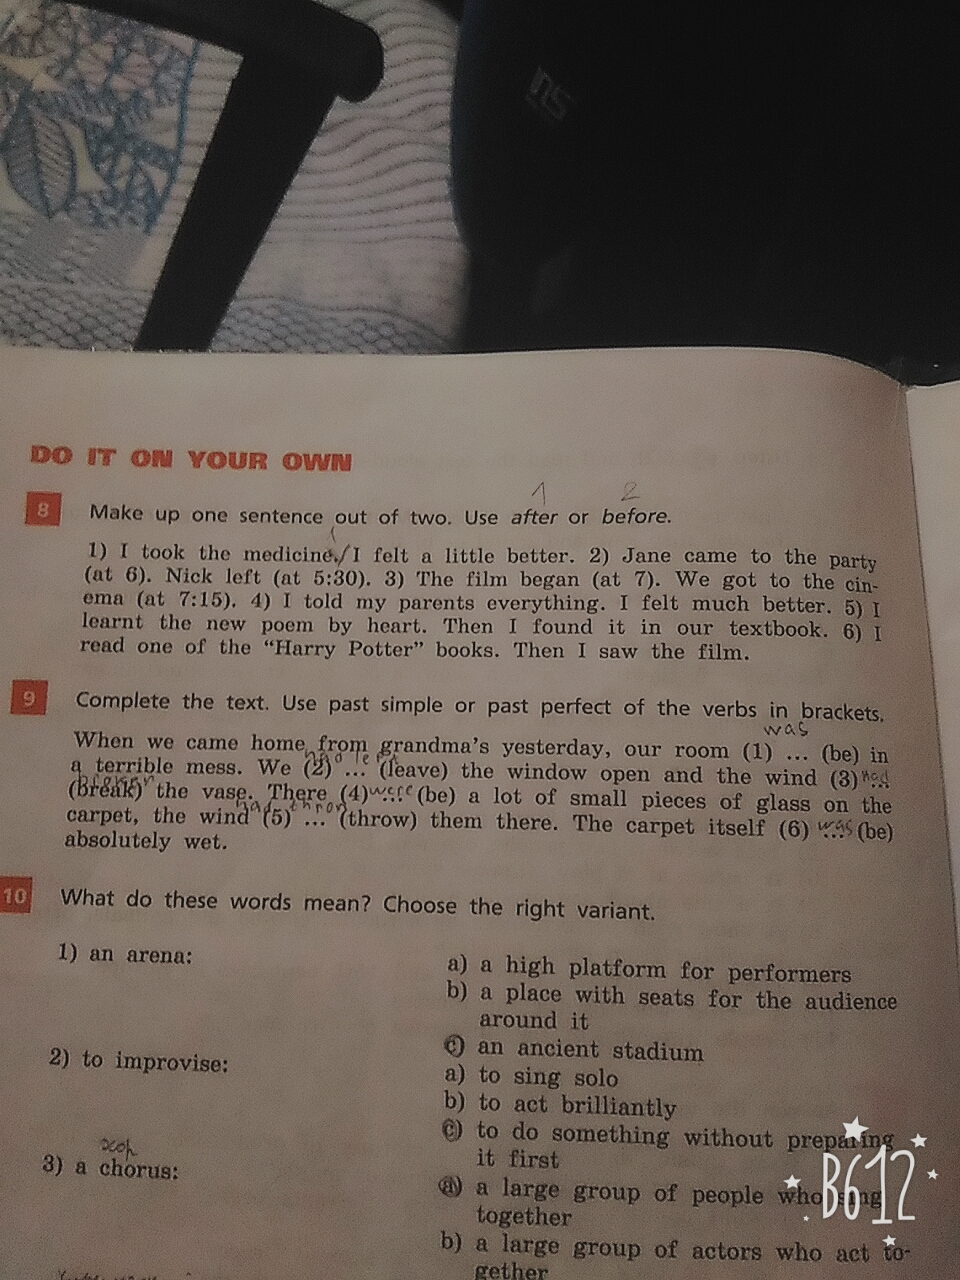 DO IT ON YOUR OWN
1 2
8 Make up one sentence out of two. Use after or before.
1) I took the medicine. I felt a little better. 2) Jane came to the party
(at 6). Nick left (at 5:30). 3) The film began (at 7). We got to the cin-
ema (at 7:15). 4) I told my parents everything. I felt much better. 5) I
learnt the new poem by heart. Then I found it in our textbook. 6) I
read one of the “Harry Potter” books. Then I saw the film.
9 Complete the text. Use past simple or past perfect of the verbs in brackets.
was
When we came home from grandma's yesterday, our room (1) ... (be) in
a terrible mess. We (2) ... (leave) the window open and the wind (3) had
broken
(break) the vase. There (4) were (be) a lot of small pieces of glass on the
had thrown
carpet, the wind (5) ... (throw) them there. The carpet itself (6) was (be)
absolutely wet.
10 What do these words mean? Choose the right variant.
1) an arena:
a) a high platform for performers
b) a place with seats for the audience
around it
c) an ancient stadium
2) to improvise:
a) to sing solo
b) to act brilliantly
c) to do something without preparing
it first
хор
3) a chorus:
a) a large group of people who sing
together
b) a large group of actors who act to-
gether
B612